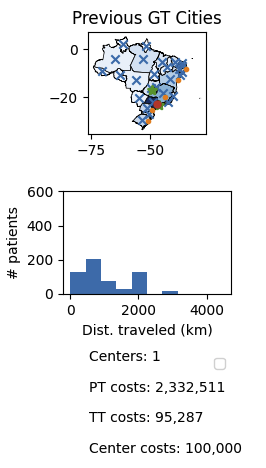 Previous GT Cities
0
−20
−75
−50
600
400
200
0
# patients
0
2000
4000
Dist. traveled (km)
Centers: 1
PT costs: 2,332,511
TT costs: 95,287
Center costs: 100,000